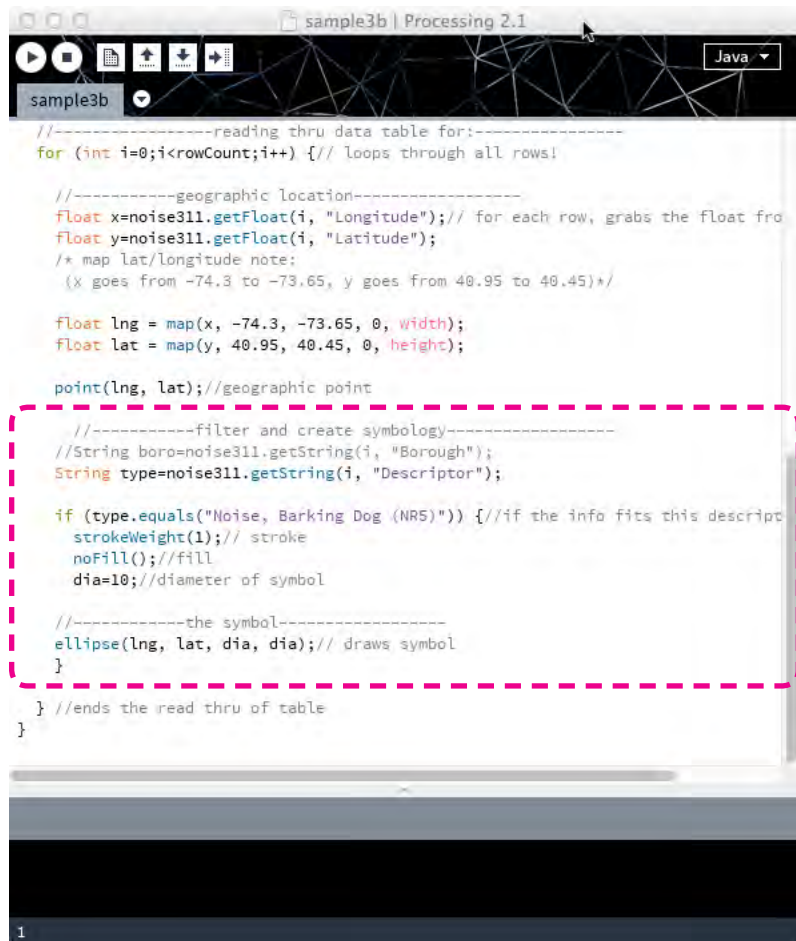 sample3b | Processing 2.1
Java
sample3b
//-----------------reading thru data table for:----------------
for (int i=0;i<rowCount;i++) {// loops through all rows!
//-----------geographic location------------------
float x=noise311.getFloat(i, "Longitude");// for each row, grabs the float fro
float y=noise311.getFloat(i, "Latitude");
/* map lat/longitude note:
(x goes from -74.3 to -73.65, y goes from 40.95 to 40.45)*/
float lng = map(x, -74.3, -73.65, 0, width);
float lat = map(y, 40.95, 40.45, 0, height);
point(lng, lat);//geographic point
//-----------filter and create symbology------------------
//String boro=noise311.getString(i, "Borough");
String type=noise311.getString(i, "Descriptor");
if (type.equals("Noise, Barking Dog (NR5)")) {//if the info fits this descript
strokeWeight(1);// stroke
noFill();//fill
dia=10;//diameter of symbol
//------------the symbol------------------
ellipse(lng, lat, dia, dia);// draws symbol
}
} //ends the read thru of table
}
1